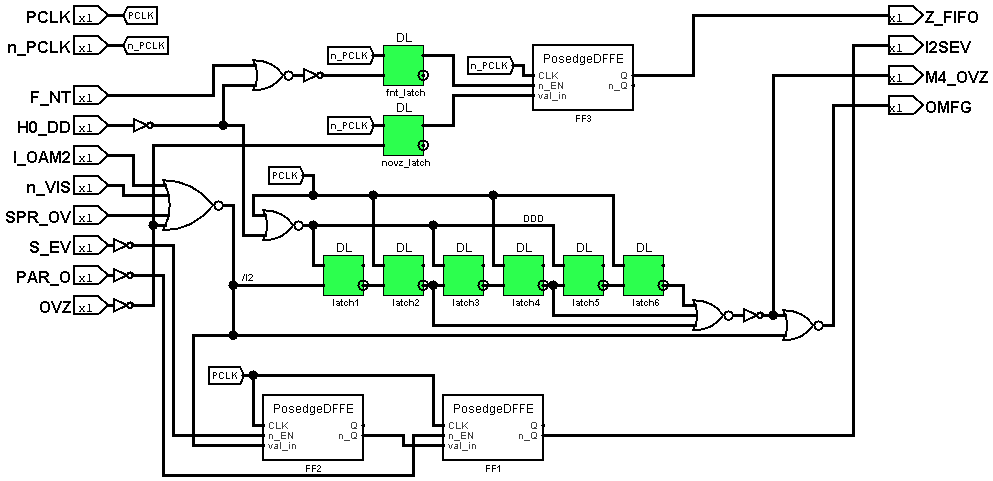 PCLK x1 PCLK
n_PCLK x1 n_PCLK
F_NT x1
H0_DD x1
I_OAM2 x1
n_VIS x1
SPR_OV x1
S_EV x1
PAR_O x1
OVZ x1
DL
n_PCLK
fnt_latch
DL
n_PCLK
novz_latch
n_PCLK
PosedgeDFFE
CLK Q
n_EN n_Q
val_in
FF3
x1 Z_FIFO
x1 I2SEV
x1 M4_OVZ
x1 OMFG
PCLK
DDD
/I2
DL DL DL DL DL DL
latch1 latch2 latch3 latch4 latch5 latch6
PCLK
PosedgeDFFE
CLK Q
n_EN n_Q
val_in
FF2
PosedgeDFFE
CLK Q
n_EN n_Q
val_in
FF1